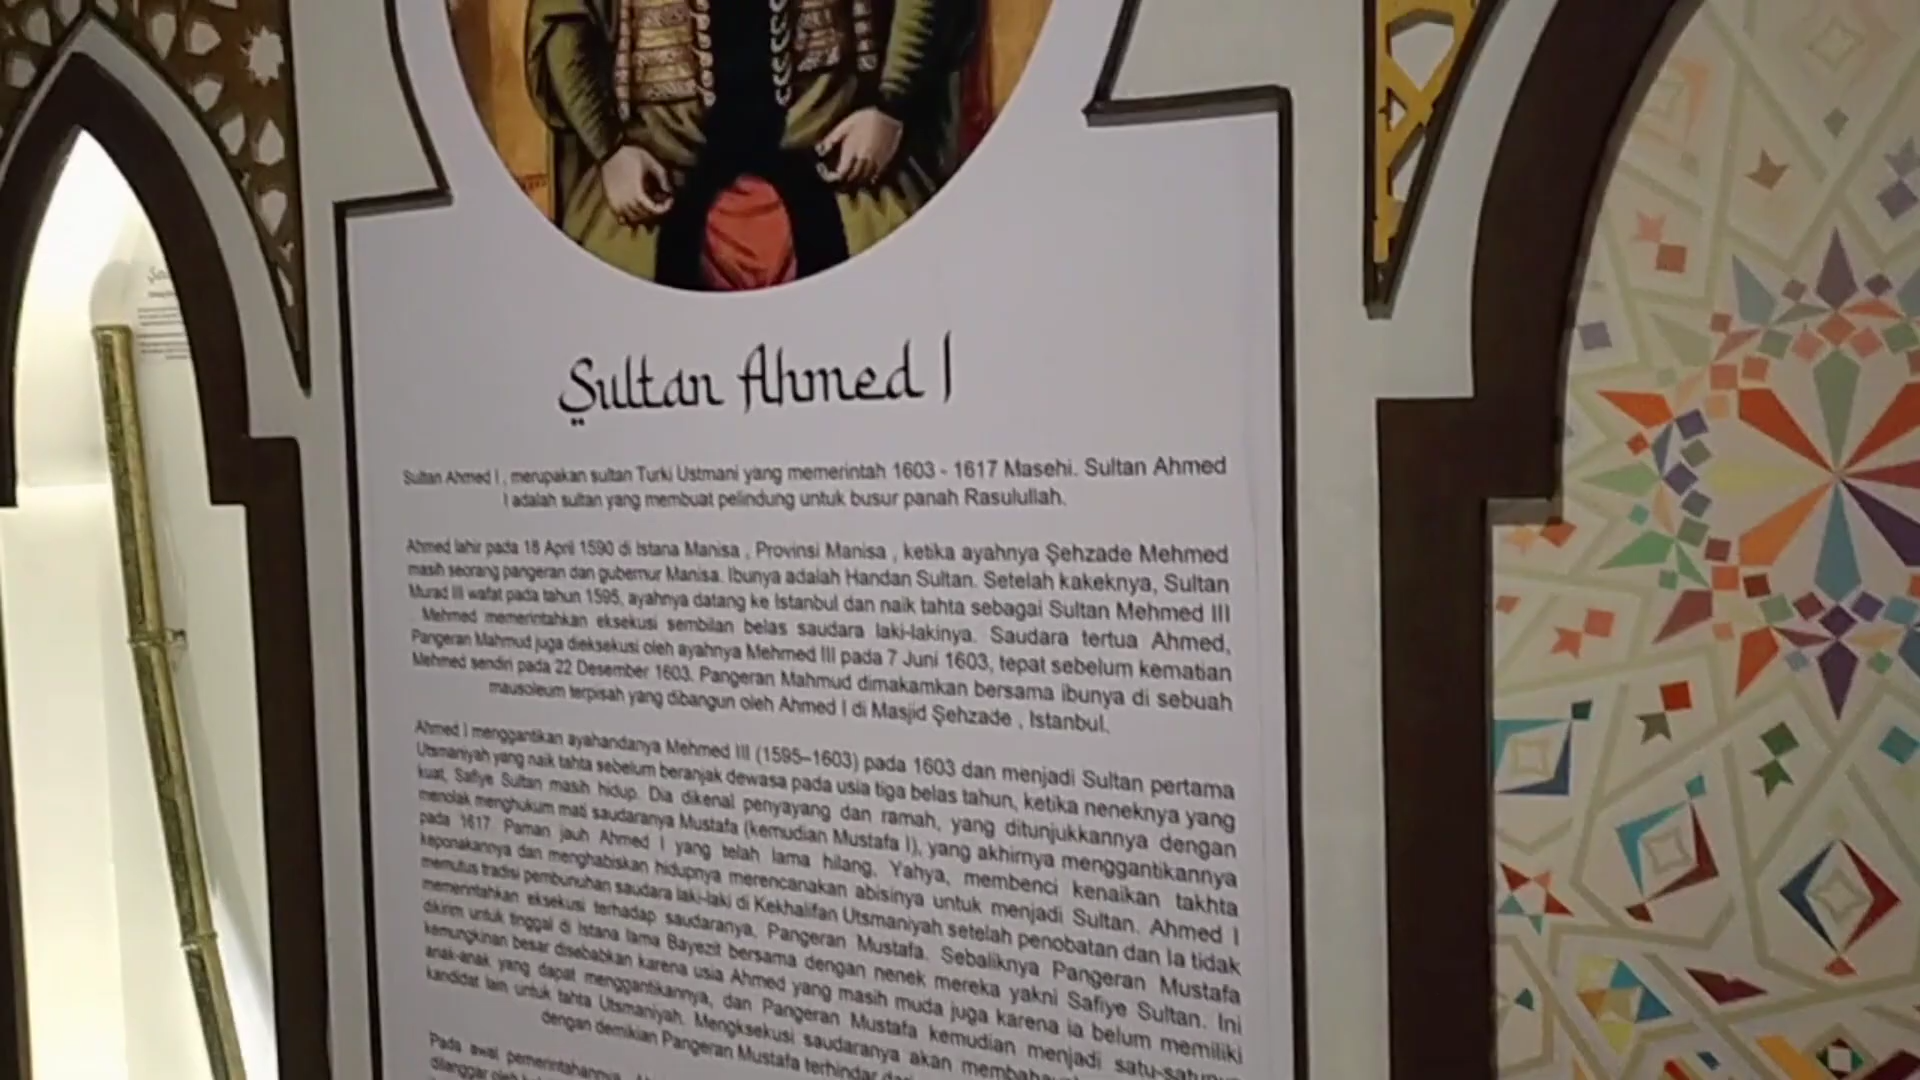 Sultan Ahmed I
Sultan Ahmed I , merupakan sultan Turki Ustmani yang memerintah 1603 - 1617 Masehi. Sultan Ahmed
I adalah sultan yang membuat pelindung untuk busur panah Rasulullah.
Ahmed lahir pada 18 April 1590 di Istana Manisa , Provinsi Manisa , ketika ayahnya Şehzade Mehmed
masih seorang pangeran dan gubernur Manisa. Ibunya adalah Handan Sultan. Setelah kakeknya, Sultan
Murad III wafat pada tahun 1595, ayahnya datang ke Istanbul dan naik tahta sebagai Sultan Mehmed III
. Mehmed memerintahkan eksekusi sembilan belas saudara laki-lakinya. Saudara tertua Ahmed,
Pangeran Mahmud juga dieksekusi oleh ayahnya Mehmed III pada 7 Juni 1603, tepat sebelum kematian
Mehmed sendiri pada 22 Desember 1603. Pangeran Mahmud dimakamkan bersama ibunya di sebuah
mausoleum terpisah yang dibangun oleh Ahmed I di Masjid Şehzade , Istanbul.
Ahmed I menggantikan ayahandanya Mehmed III (1595–1603) pada 1603 dan menjadi Sultan pertama
Utsmaniyah yang naik tahta sebelum beranjak dewasa pada usia tiga belas tahun, ketika neneknya yang
kuat, Safiye Sultan masih hidup. Dia dikenal penyayang dan ramah, yang ditunjukkannya dengan
menolak menghukum mati saudaranya Mustafa (kemudian Mustafa I), yang akhirnya menggantikannya
pada 1617. Paman jauh Ahmed I yang telah lama hilang, Yahya, membenci kenaikan takhta
keponakannya dan menghabiskan hidupnya merencanakan abisinya untuk menjadi Sultan. Ahmed I
memutus tradisi pembunuhan saudara laki-laki di Kekhalifan Utsmaniyah setelah penobatan dan Ia tidak
memerintahkan eksekusi terhadap saudaranya, Pangeran Mustafa. Sebaliknya Pangeran Mustafa
dikirim untuk tinggal di Istana lama Bayezit bersama dengan nenek mereka yakni Safiye Sultan. Ini
kemungkinan besar disebabkan karena usia Ahmed yang masih muda juga karena ia belum memiliki
anak-anak yang dapat menggantikannya, dan Pangeran Mustafa kemudian menjadi satu-satunya
kandidat lain untuk tahta Utsmaniyah. Mengksekusi saudaranya akan
dengan demikian Pangeran Mustafa terhindar
Pada awal pemerintahannya
dilanggar oleh